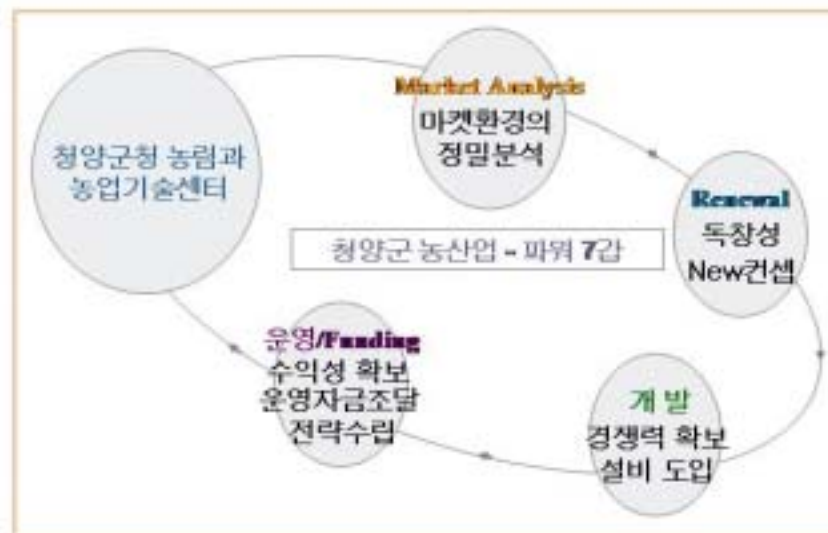 Market Analysis
마켓환경의
정밀분석
청양군청 농림과
농업기술센터
Renewal
독창성
New컨셉
청양군 농산업 - 파워 7갑
운영/Funding
수익성 확보
운영자금조달
전략수립
개 발
경쟁력 확보
설비 도입